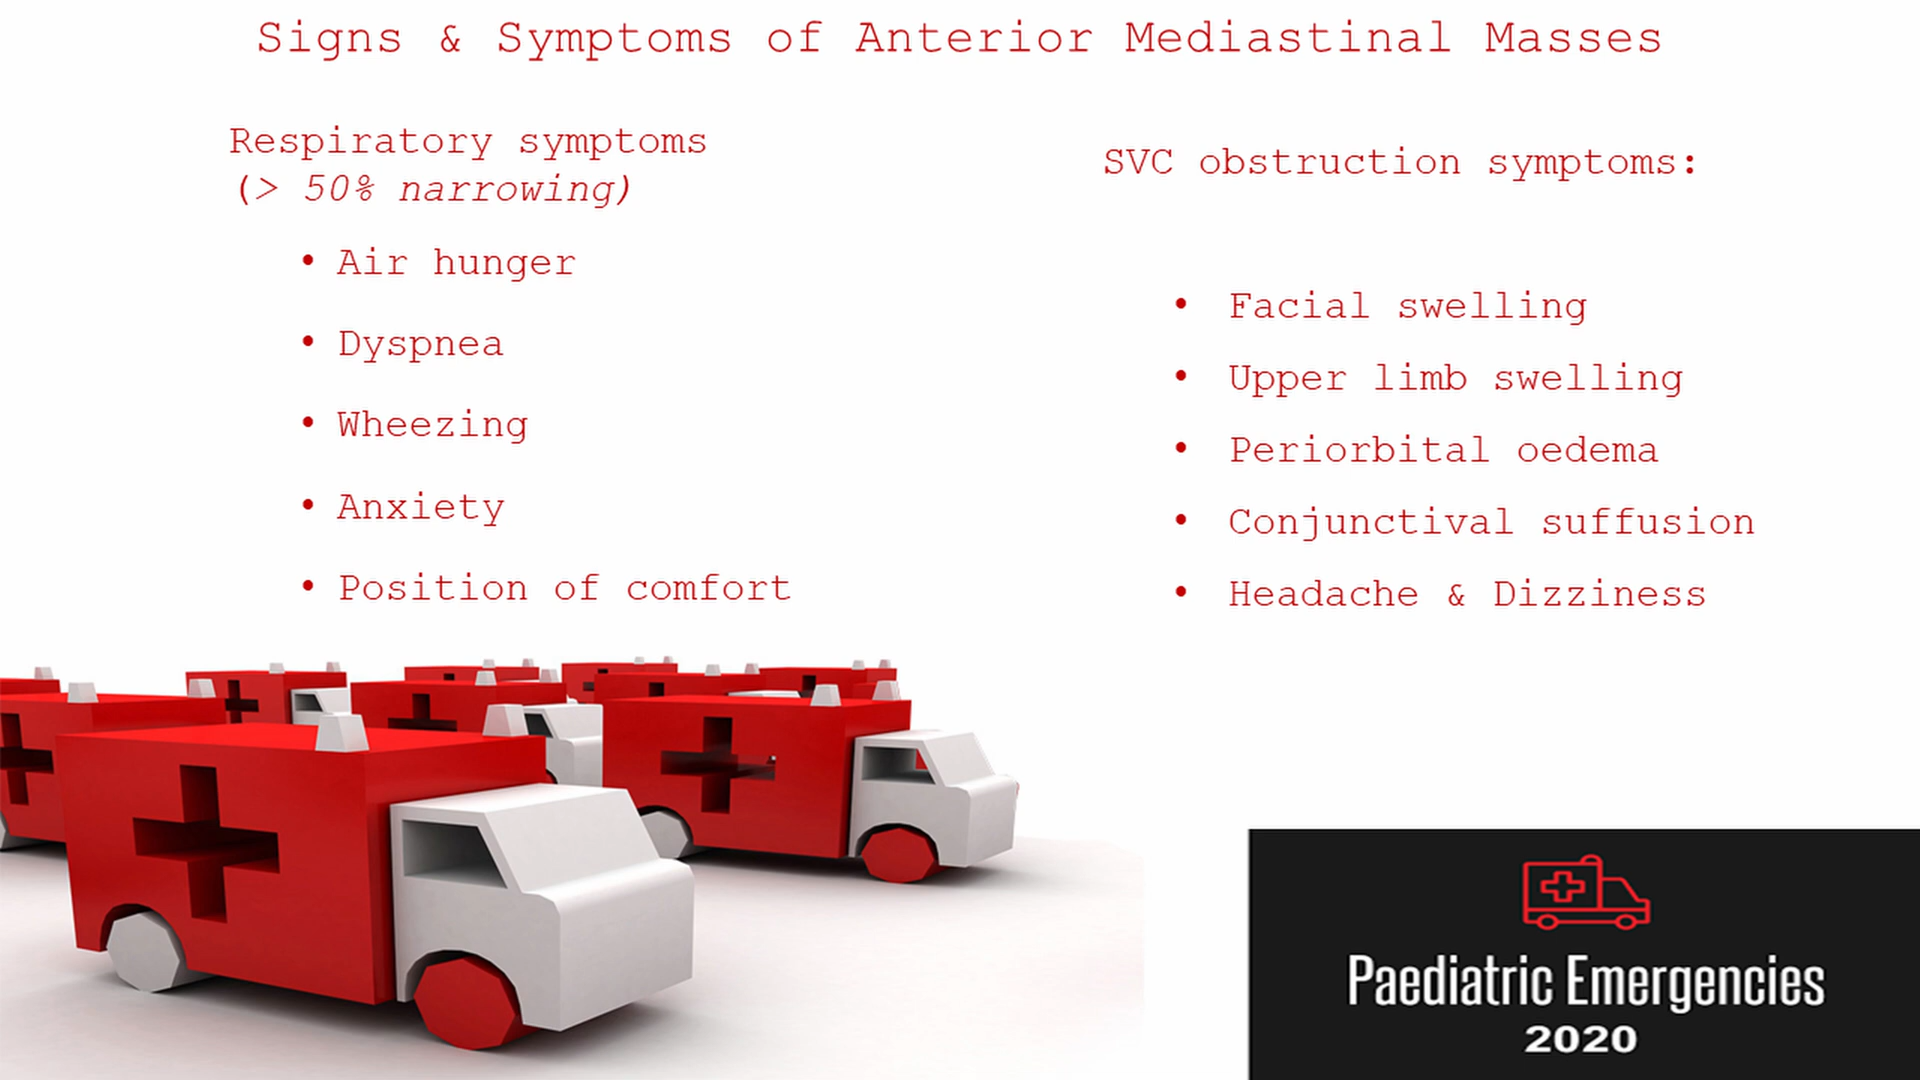 Signs & Symptoms of Anterior Mediastinal Masses
Respiratory symptoms
(> 50% narrowing)
• Air hunger
• Dyspnea
• Wheezing
• Anxiety
• Position of comfort
SVC obstruction symptoms:
• Facial swelling
• Upper limb swelling
• Periorbital oedema
• Conjunctival suffusion
• Headache & Dizziness
Paediatric Emergencies
2020